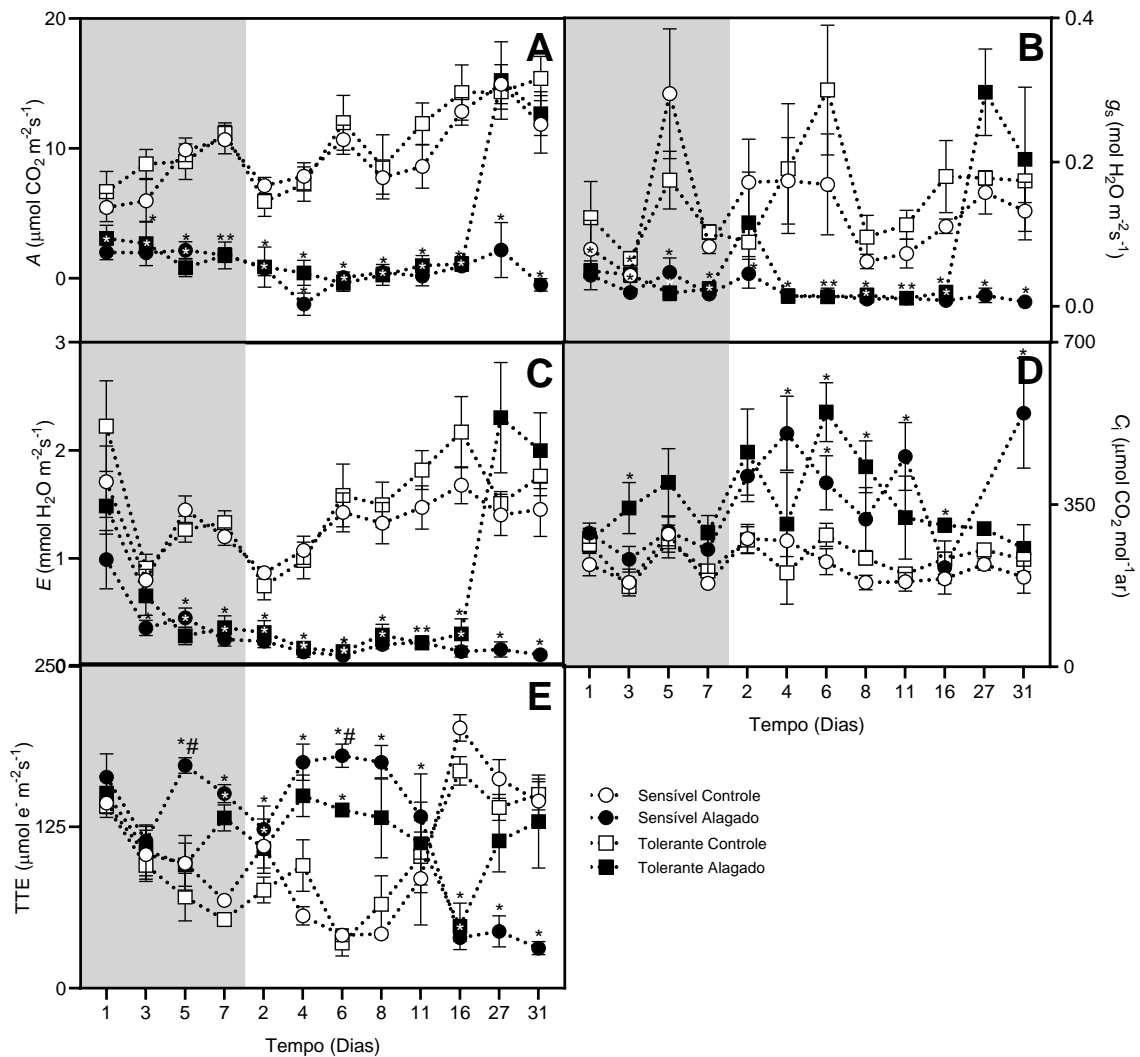 20
10
0
A (µmol CO2 m-2s-1)
A
* * * ** * * * * * * * *
B
0.4
0.2
0.0
gs (mol H2O m-2s-1)
* * * * * * ** * ** * * *
3
2
1
0
E (mmol H2O m-2s-1)
C
* * * * * * * ** * * *
D
700
350
0
Ci (µmol CO2 mol-1ar)
* * * * * * * *
1 3 5 7 2 4 6 8 11 16 27 31
Tempo (Dias)
250
125
0
TTE (µmol e- m-2s-1)
E
*# * * * *# * * * * *
1 3 5 7 2 4 6 8 11 16 27 31
Tempo (Dias)
Sensível Controle
Sensível Alagado
Tolerante Controle
Tolerante Alagado